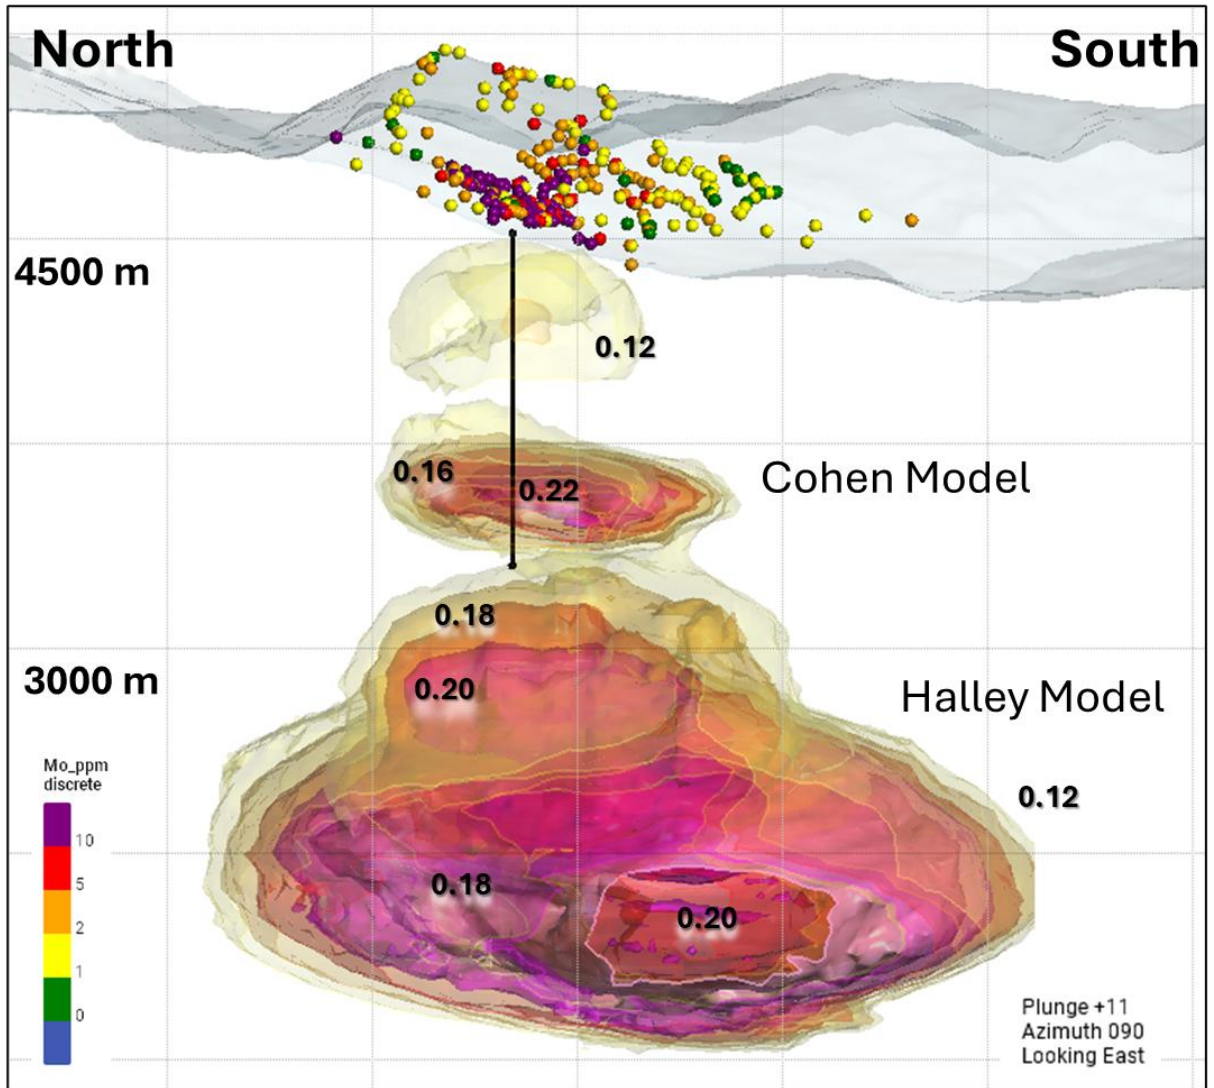 North
South
4500 m
0.12
0.16
0.22
Cohen Model
0.18
3000 m
0.20
Halley Model
0.12
0.18
0.20
Mo_ppm
discrete
10
5
2
1
0
Plunge +11
Azimuth 090
Looking East